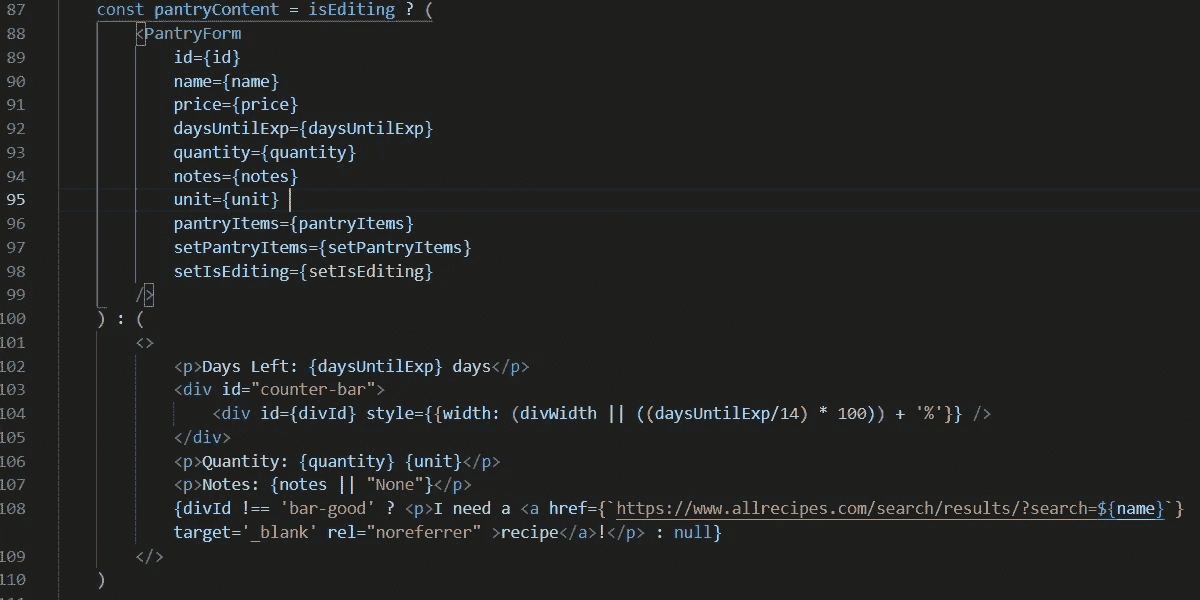 87 const pantryContent = isEditing ? (
88 <PantryForm
89 id={id}
90 name={name}
91 price={price}
92 daysUntilExp={daysUntilExp}
93 quantity={quantity}
94 notes={notes}
95 unit={unit}
96 pantryItems={pantryItems}
97 setPantryItems={setPantryItems}
98 setIsEditing={setIsEditing}
99 />
100 ) : (
101 <>
102 <p>Days Left: {daysUntilExp} days</p>
103 <div id="counter-bar">
104 <div id={divId} style={{width: (divWidth || ((daysUntilExp/14) * 100)) + '%'}} />
105 </div>
106 <p>Quantity: {quantity} {unit}</p>
107 <p>Notes: {notes || "None"}</p>
108 {divId !== 'bar-good' ? <p>I need a <a href={`https://www.allrecipes.com/search/results/?search=${name}`}
target='_blank' rel="noreferrer" >recipe</a>!</p> : null}
109 </>
110 )